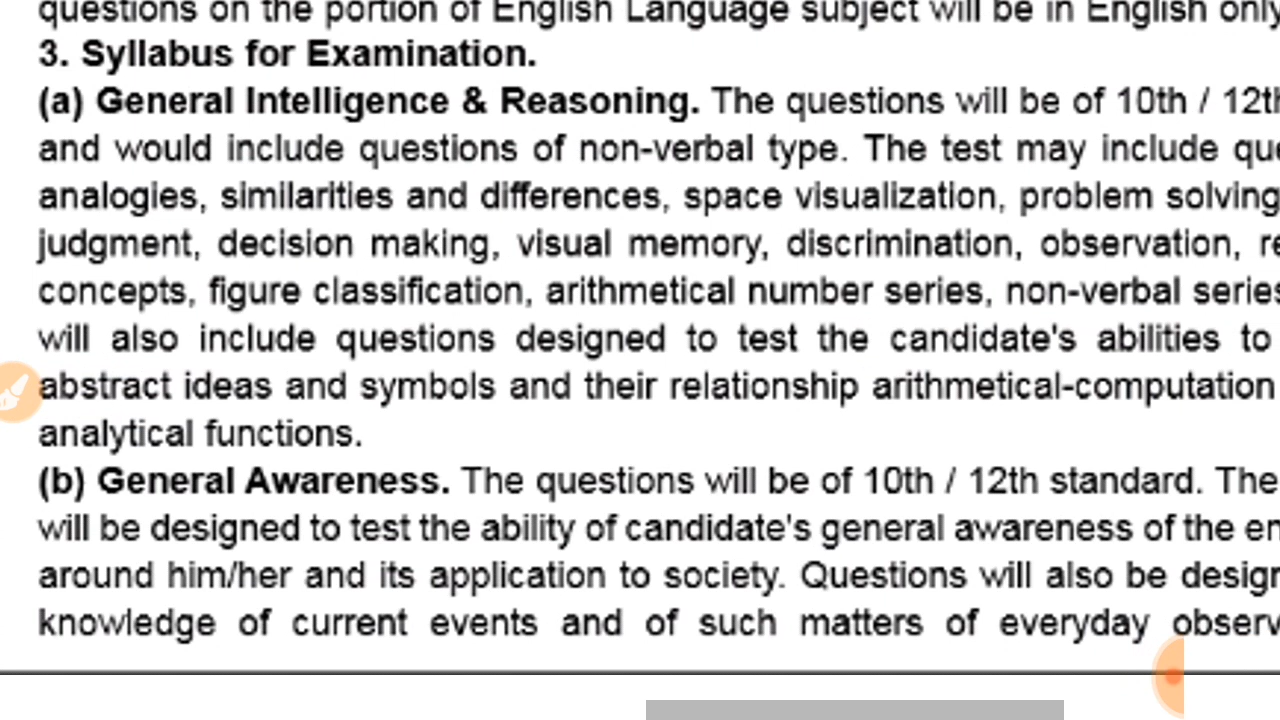 questions on the portion of English Language subject will be in English only
3. Syllabus for Examination.
(a) General Intelligence & Reasoning. The questions will be of 10th / 12th
and would include questions of non-verbal type. The test may include
analogies, similarities and differences, space visualization, problem solving
judgment, decision making, visual memory, discrimination, observation,
concepts, figure classification, arithmetical number series, non-verbal series
will also include questions designed to test the candidate's abilities to
abstract ideas and symbols and their relationship arithmetical-computation
analytical functions.
(b) General Awareness. The questions will be of 10th / 12th standard. The
will be designed to test the ability of candidate's general awareness of the
around him/her and its application to society. Questions will also be
knowledge of current events and of such matters of everyday